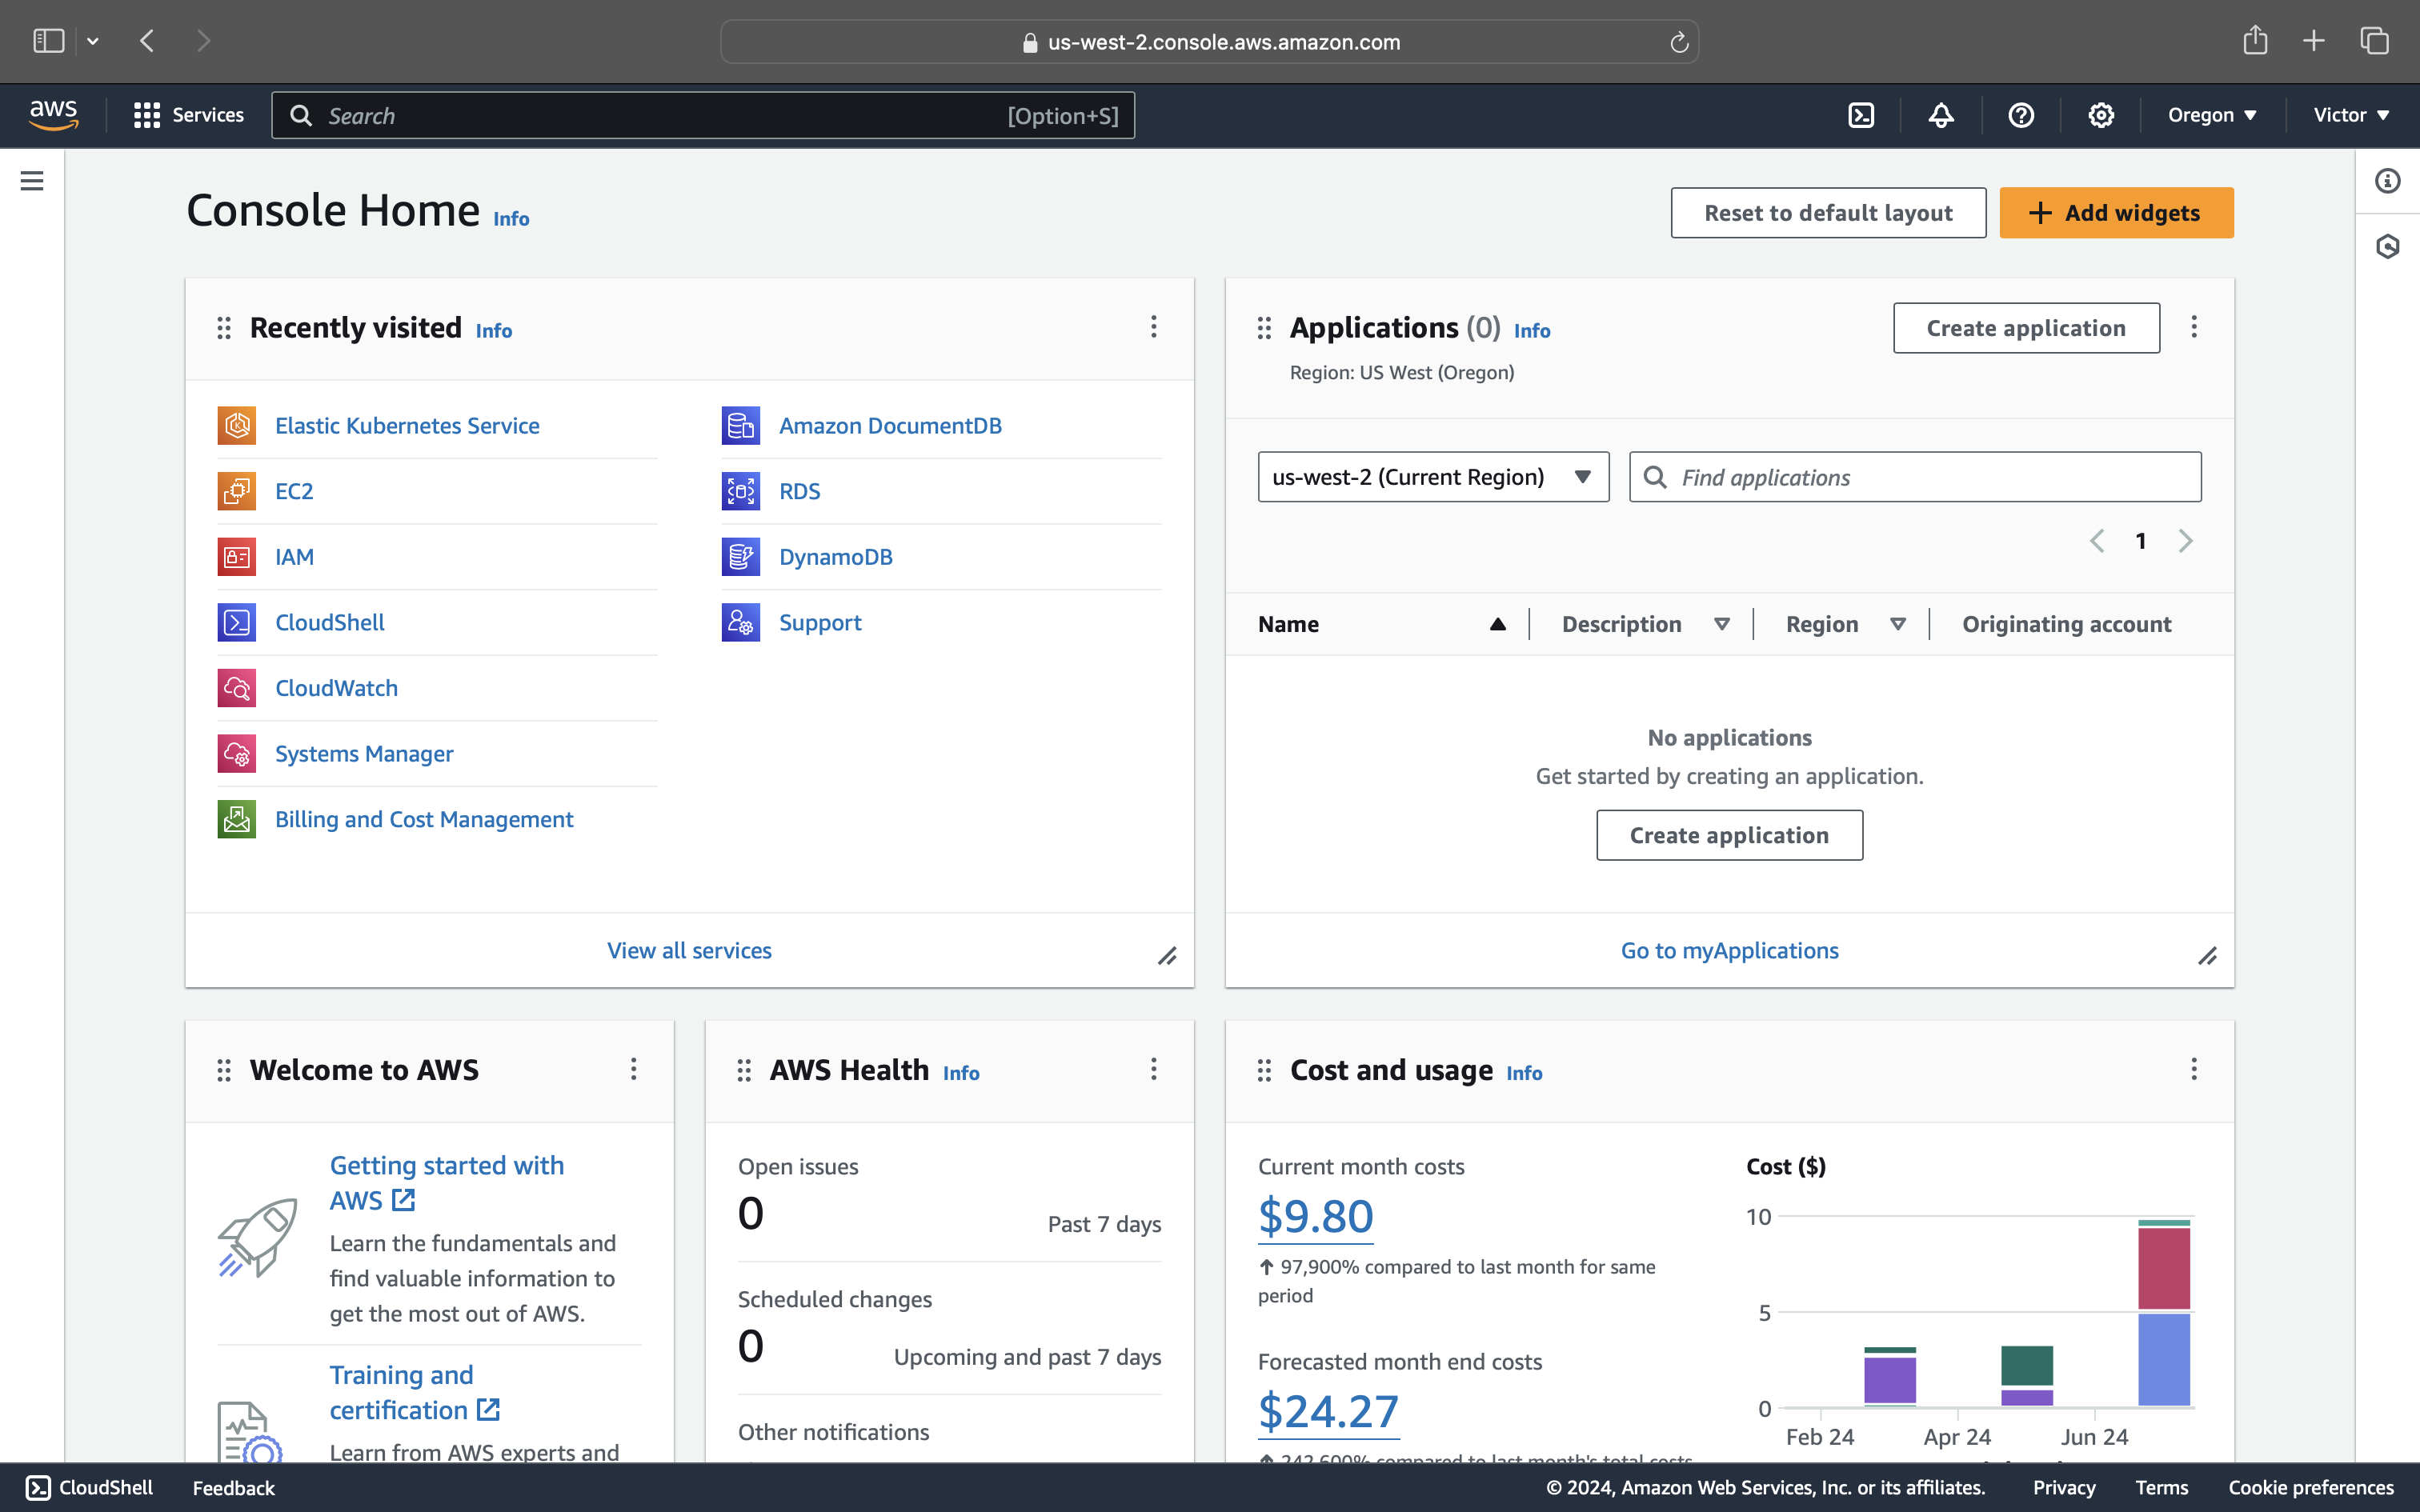 us-west-2.console.aws.amazon.com
aws
Services
Search
[Option+S]
Oregon
Victor
Console Home Info
Reset to default layout
Add widgets
Recently visited Info
Elastic Kubernetes Service
EC2
IAM
CloudShell
CloudWatch
Systems Manager
Billing and Cost Management
Amazon DocumentDB
RDS
DynamoDB
Support
View all services
Applications (0) Info
Region: US West (Oregon)
Create application
us-west-2 (Current Region)
Find applications
1
Name
Description
Region
Originating account
No applications
Get started by creating an application.
Create application
Go to myApplications
Welcome to AWS
Getting started with
AWS
Learn the fundamentals and
find valuable information to
get the most out of AWS.
Training and
certification
Learn from AWS experts and
AWS Health Info
Open issues
0
Past 7 days
Scheduled changes
0
Upcoming and past 7 days
Other notifications
Cost and usage Info
Current month costs
$9.80
97,900% compared to last month for same
period
Forecasted month end costs
$24.27
242,600% compared to last month's total costs
Cost ($)
10
5
0
Feb 24
Apr 24
Jun 24
CloudShell
Feedback
© 2024, Amazon Web Services, Inc. or its affiliates.
Privacy
Terms
Cookie preferences